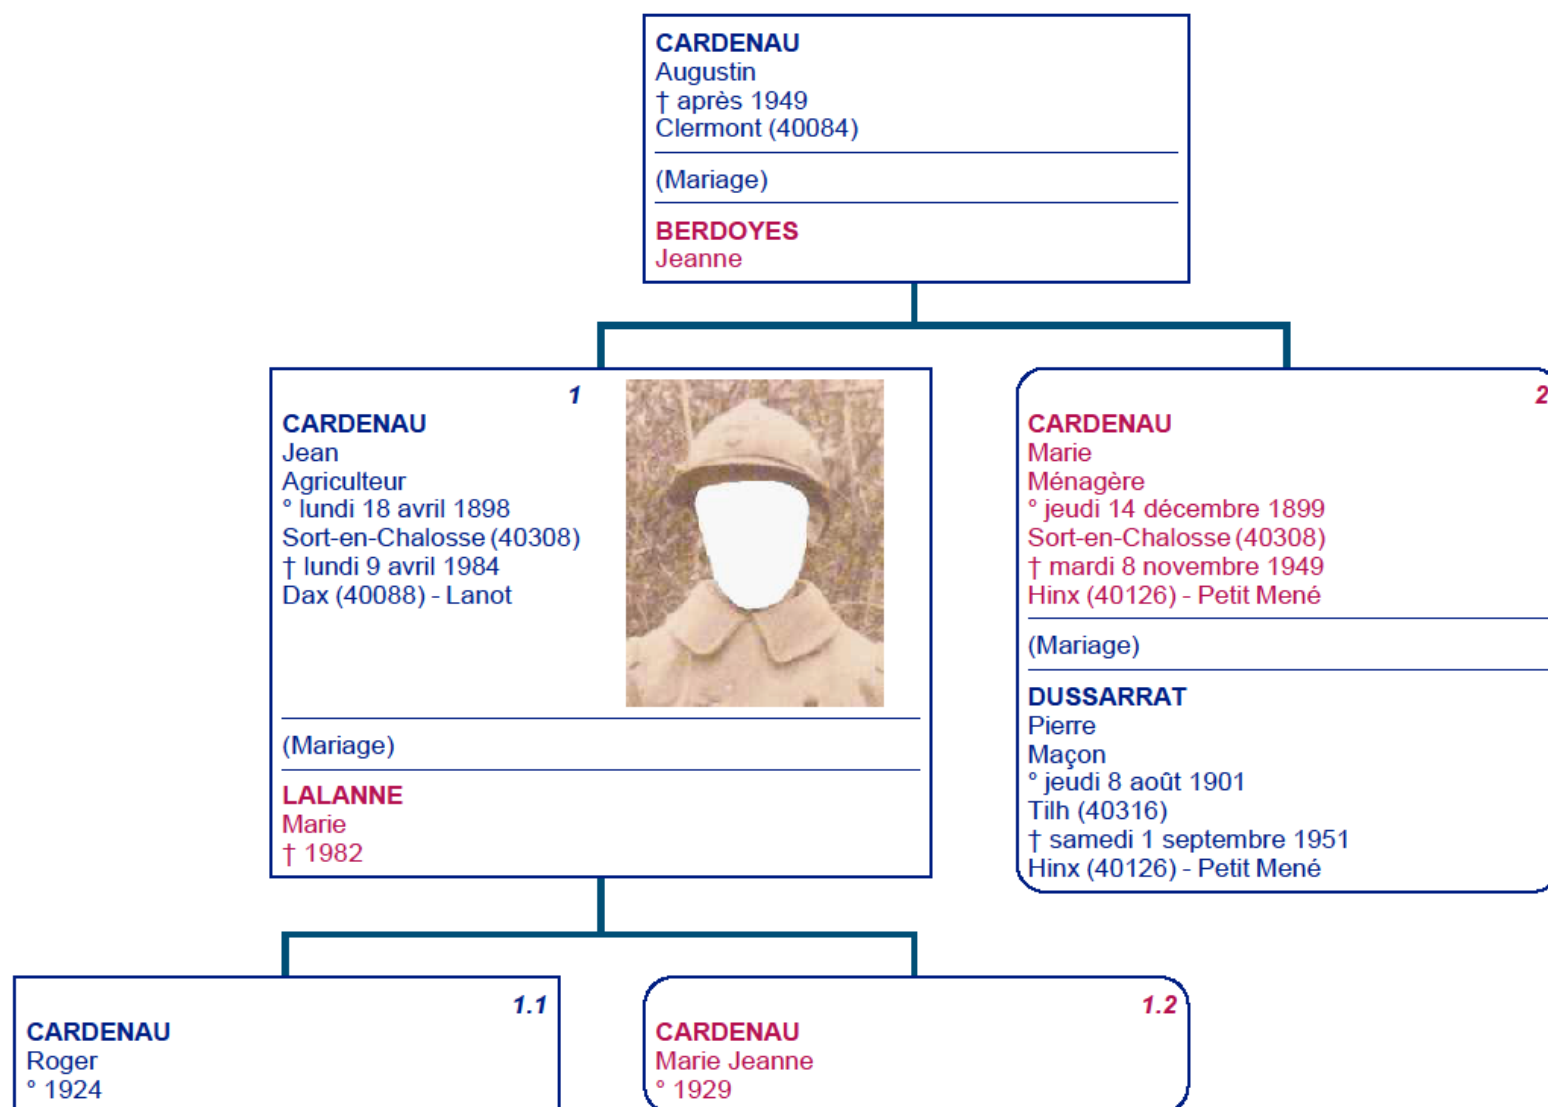 CARDENAU
Augustin
† après 1949
Clermont (40084)
(Mariage)
BERDOYES
Jeanne
1
CARDENAU
Jean
Agriculteur
° lundi 18 avril 1898
Sort-en-Chalosse (40308)
† lundi 9 avril 1984
Dax (40088) - Lanot
(Mariage)
LALANNE
Marie
† 1982
2
CARDENAU
Marie
Ménagère
° jeudi 14 décembre 1899
Sort-en-Chalosse (40308)
† mardi 8 novembre 1949
Hinx (40126) - Petit Mené
(Mariage)
DUSSARRAT
Pierre
Maçon
° jeudi 8 août 1901
Tilh (40316)
† samedi 1 septembre 1951
Hinx (40126) - Petit Mené
1.1
CARDENAU
Roger
° 1924
1.2
CARDENAU
Marie Jeanne
° 1929